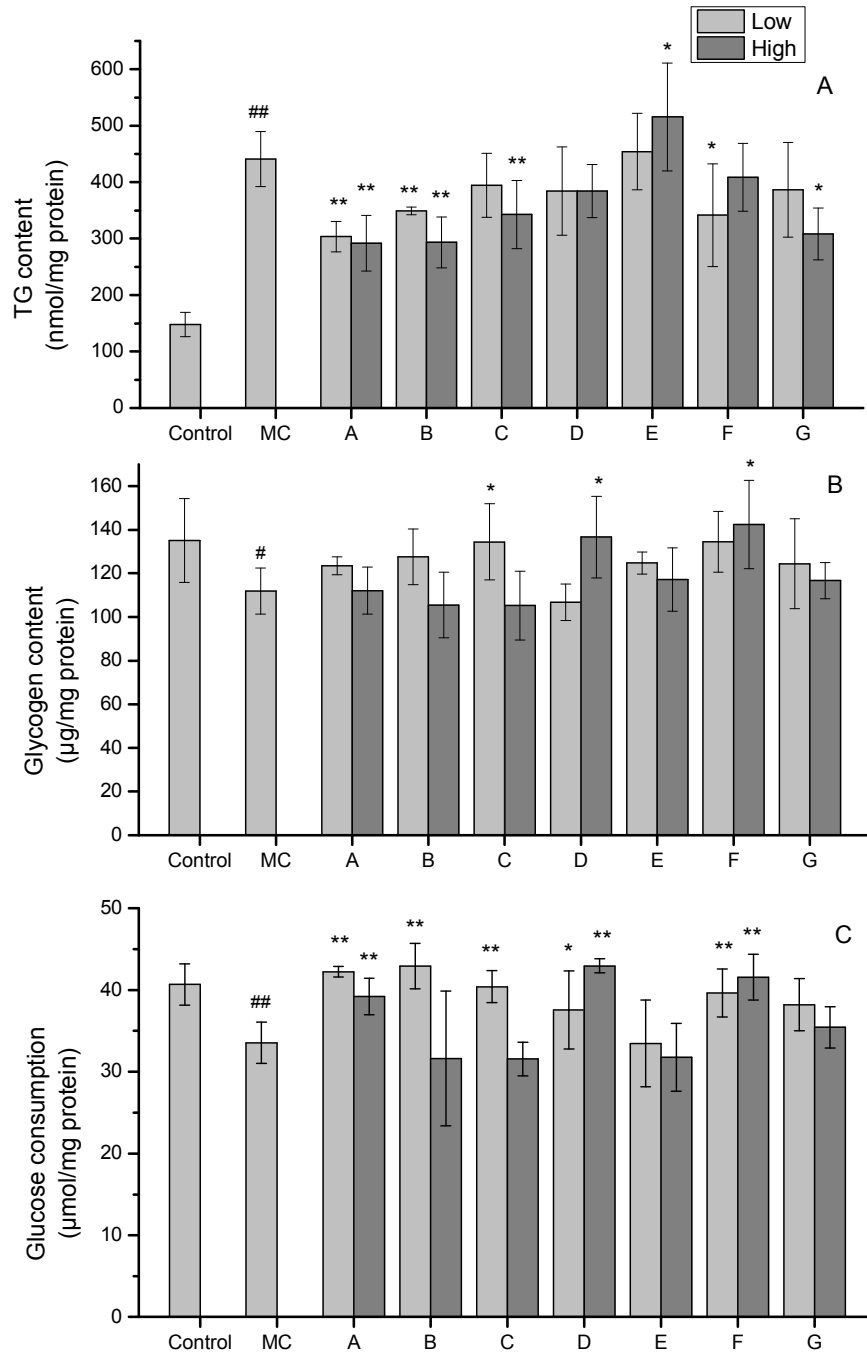 Low
High
A
600
500
400
300
200
100
0
TG content
(nmol/mg protein)
##
** ** ** ** ** * * *
Control MC A B C D E F G
B
160
140
120
100
80
60
40
20
0
Glycogen content
(µg/mg protein)
#
* * *
Control MC A B C D E F G
C
50
40
30
20
10
0
Glucose consumption
(µmol/mg protein)
##
** ** ** ** * ** ** **
Control MC A B C D E F G